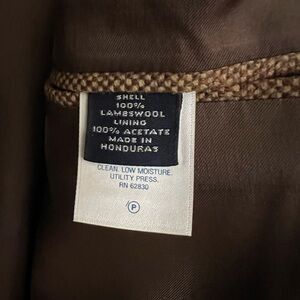 SHELL
100%
LAMBSWOOL
LINING
100% ACETATE
MADE IN
HONDURAS
CLEAN. LOW MOISTURE.
UTILITY PRESS.
RN 62830
P